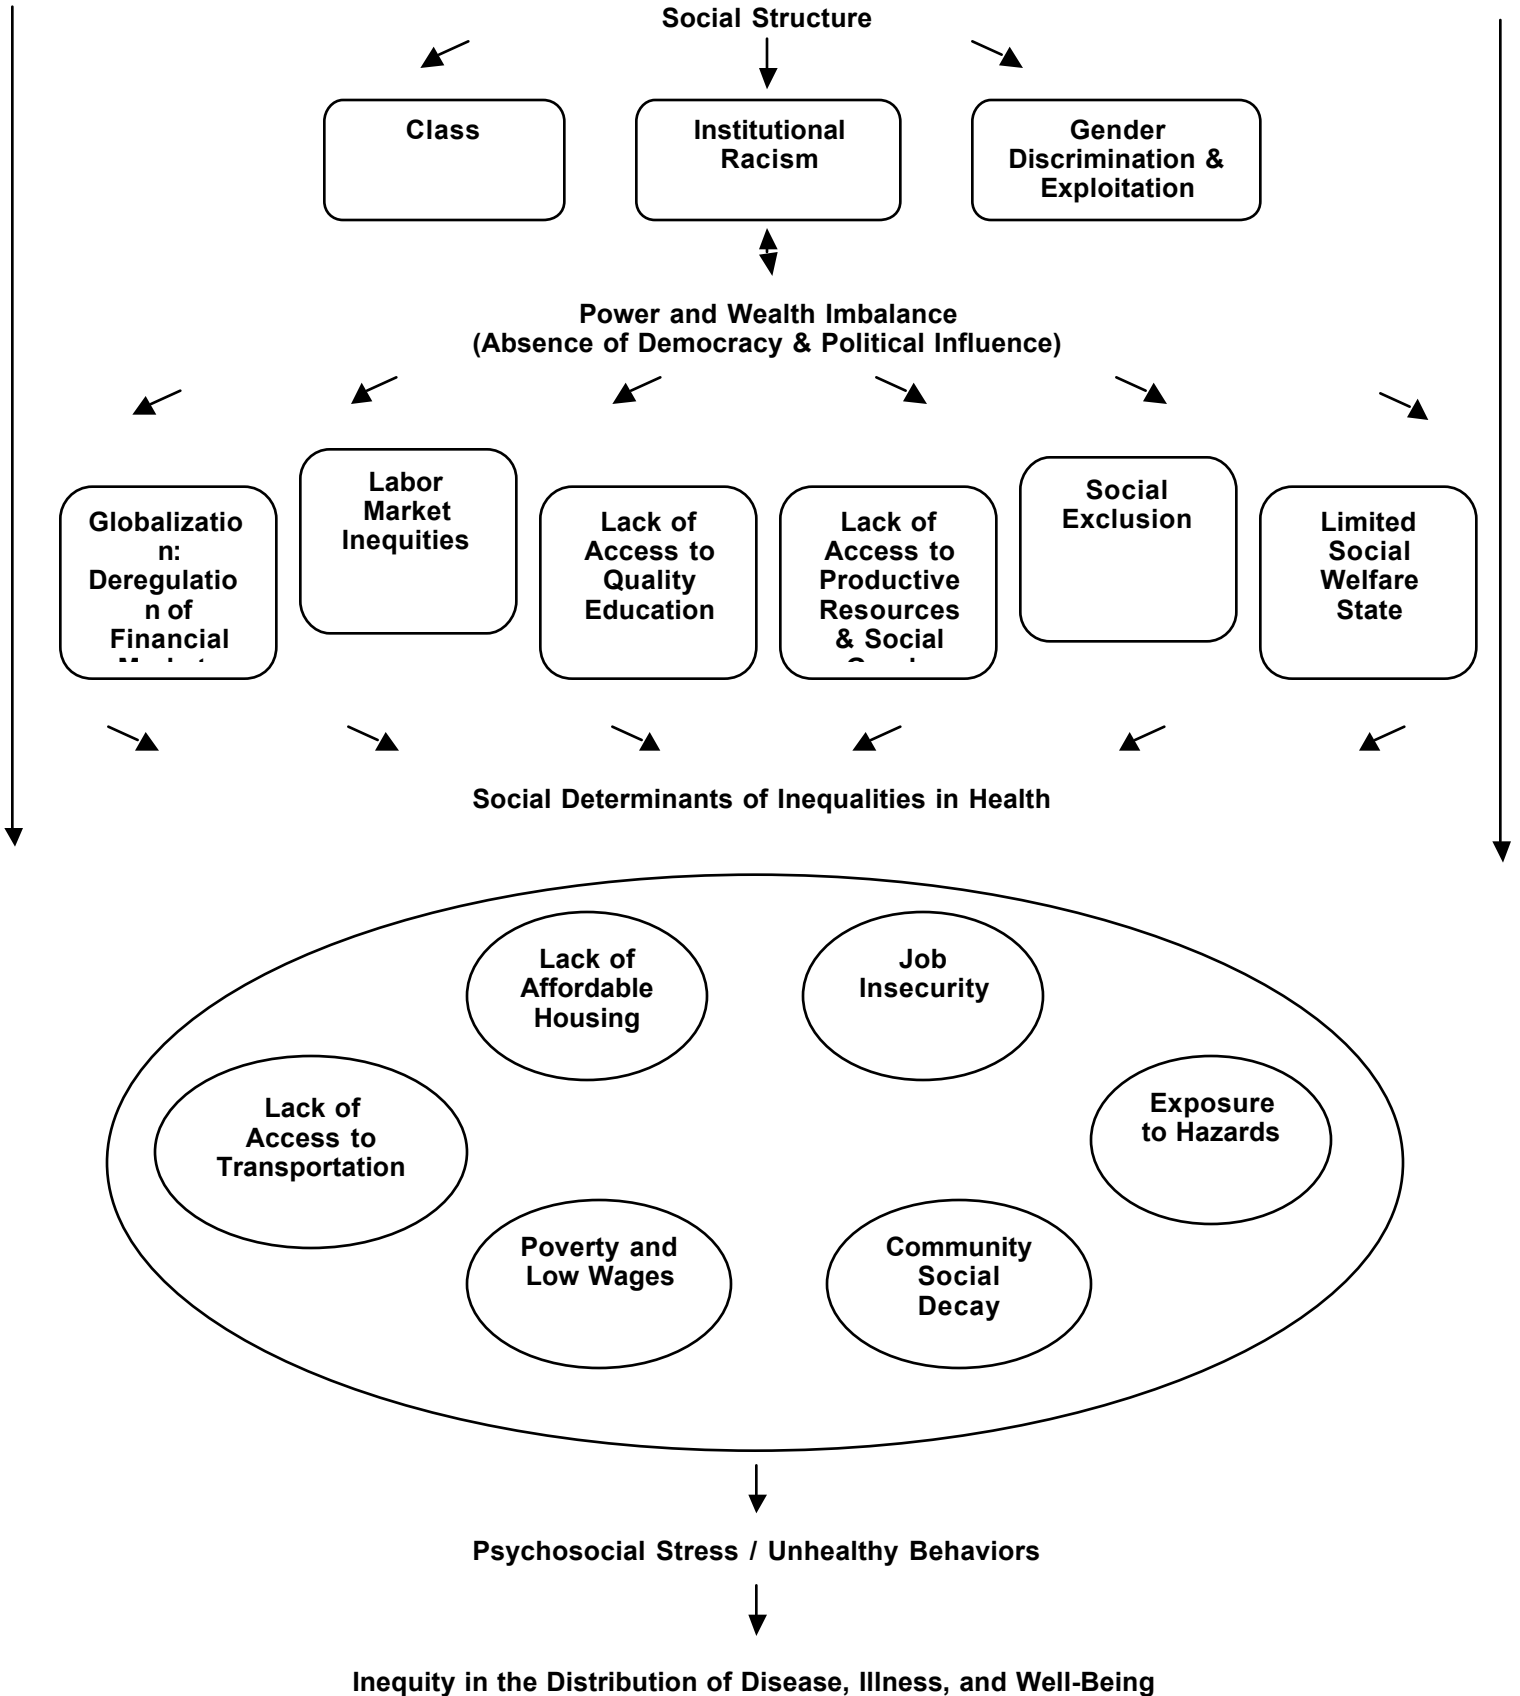 Social Structure
Class
Institutional
Racism
Gender
Discrimination &
Exploitation
Power and Wealth Imbalance
(Absence of Democracy & Political Influence)
Globalizatio
n:
Deregulatio
n of
Financial
Labor
Market
Inequities
Lack of
Access to
Quality
Education
Lack of
Access to
Productive
Resources
& Social
Social
Exclusion
Limited
Social
Welfare
State
Social Determinants of Inequalities in Health
Lack of
Affordable
Housing
Job
Insecurity
Lack of
Access to
Transportation
Exposure
to Hazards
Poverty and
Low Wages
Community
Social
Decay
Psychosocial Stress / Unhealthy Behaviors
Inequity in the Distribution of Disease, Illness, and Well-Being